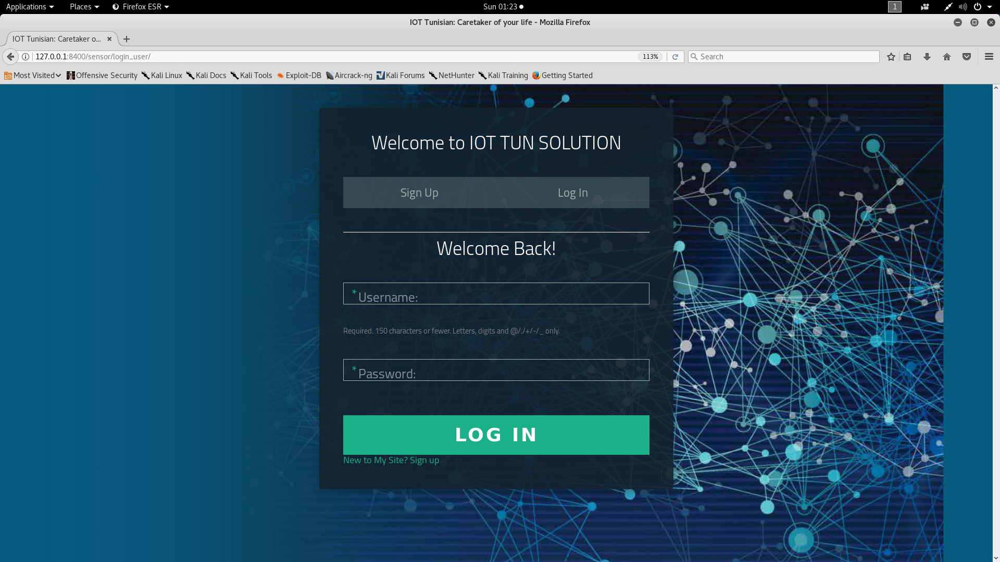 Applications Places Firefox ESR Sun 01:23 1
IOT Tunisian: Caretaker of your life - Mozilla Firefox
IOT Tunisian: Caretaker o...
127.0.0.1:8400/sensor/login_user/ 113% Search
Most Visited Offensive Security Kali Linux Kali Docs Kali Tools Exploit-DB Aircrack-ng Kali Forums NetHunter Kali Training Getting Started
Welcome to IOT TUN SOLUTION
Sign Up Log In
Welcome Back!
*Username:
Required. 150 characters or fewer. Letters, digits and @/./+/-/_ only.
*Password:
LOG IN
New to My Site? Sign up